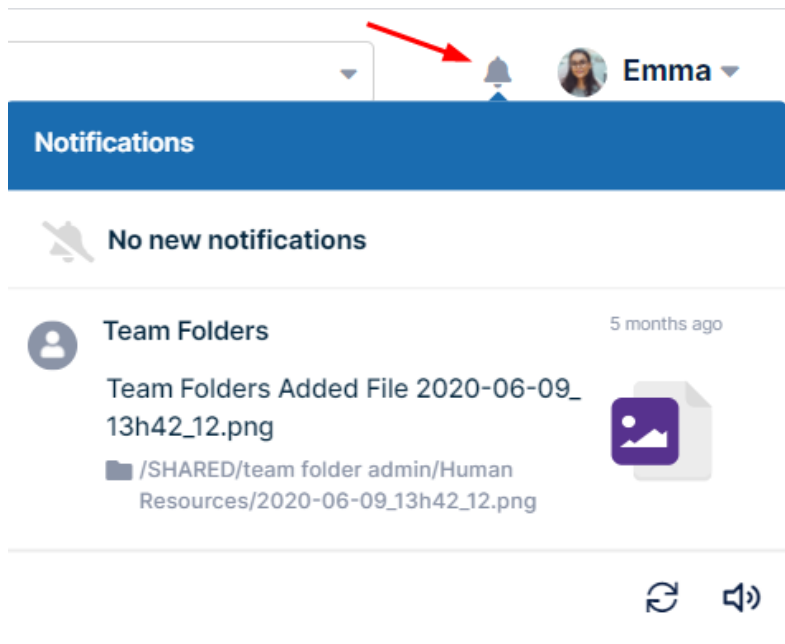 Emma
Notifications
No new notifications
Team Folders
5 months ago
Team Folders Added File 2020-06-09_
13h42_12.png
/SHARED/team folder admin/Human
Resources/2020-06-09_13h42_12.png